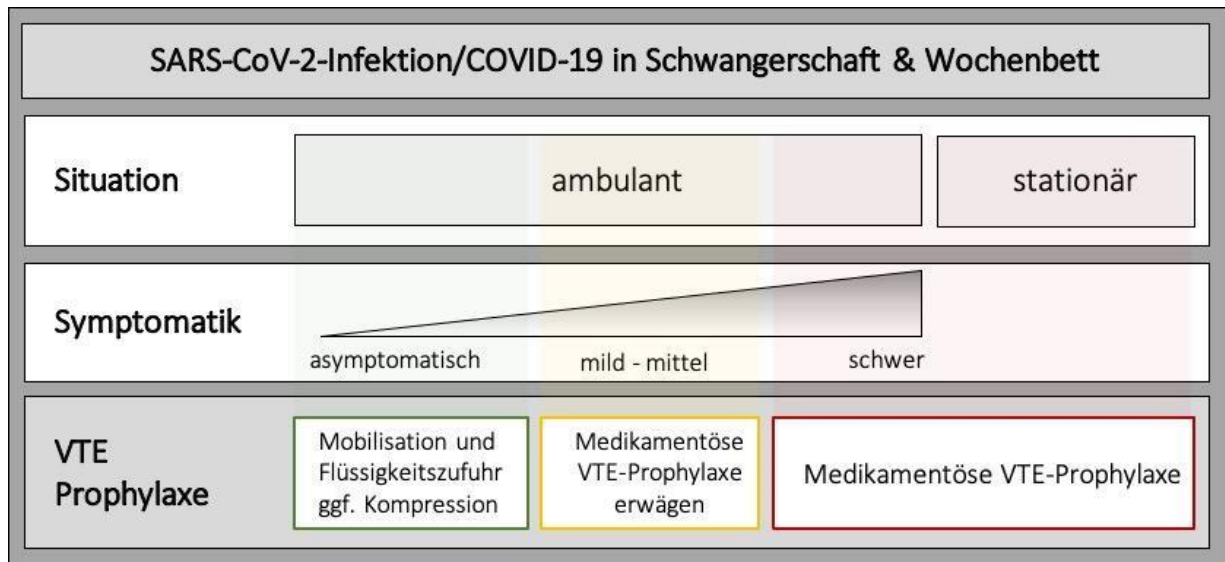 SARS-CoV-2-Infektion/COVID-19 in Schwangerschaft & Wochenbett
Situation
ambulant
stationär
Symptomatik
asymptomatisch
mild - mittel
schwer
VTE
Prophylaxe
Mobilisation und
Flüssigkeitszufuhr
ggf. Kompression
Medikamentöse
VTE-Prophylaxe
erwägen
Medikamentöse VTE-Prophylaxe